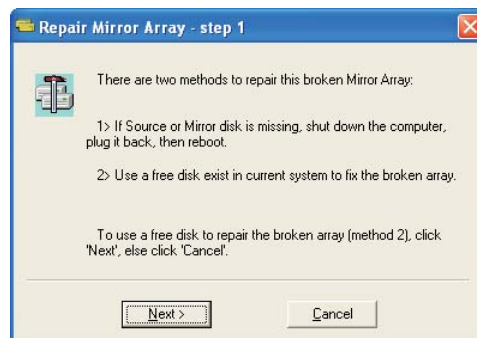 Repair Mirror Array - step 1
There are two methods to repair this broken Mirror Array:
1> If Source or Mirror disk is missing, shut down the computer,
plug it back, then reboot.
2> Use a free disk exist in current system to fix the broken array.
To use a free disk to repair the broken array (method 2), click
'Next', else click 'Cancel'.
Next >
Cancel